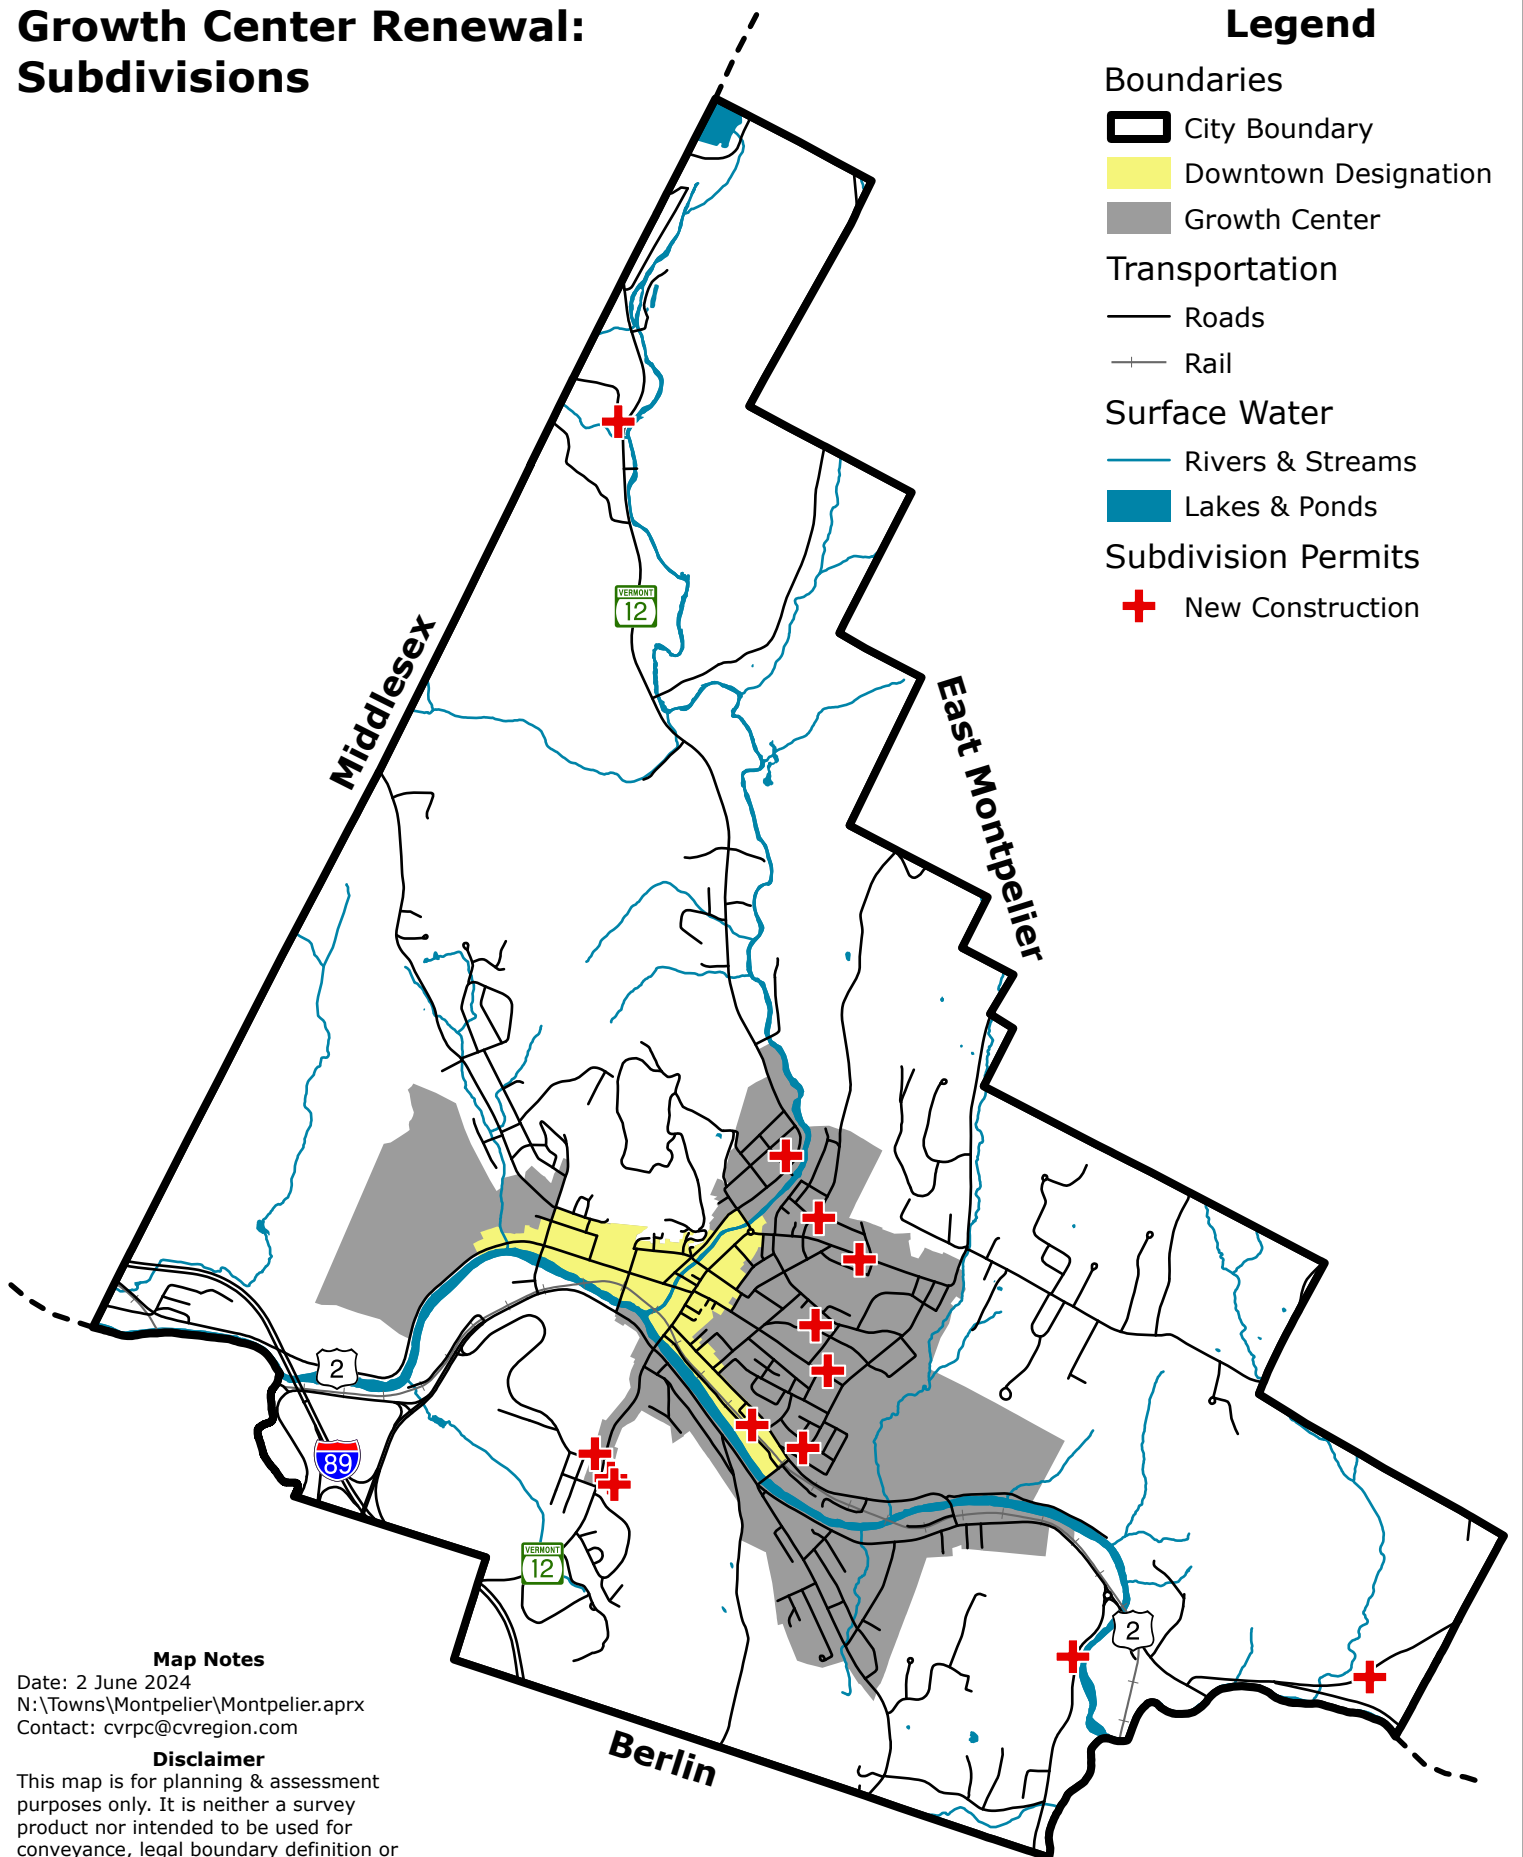 Growth Center Renewal:
Subdivisions
Legend
Boundaries
City Boundary
Downtown Designation
Growth Center
Transportation
Roads
Rail
Surface Water
Rivers & Streams
Lakes & Ponds
Subdivision Permits
New Construction
VERMONT
12
Middlesex
East Montpelier
2
89
VERMONT
12
2
Berlin
Map Notes
Date: 2 June 2024
N:\Towns\Montpelier\Montpelier.aprx
Contact: cvrpc@cvregion.com
Disclaimer
This map is for planning & assessment
purposes only. It is neither a survey
product nor intended to be used for
conveyance, legal boundary definition or